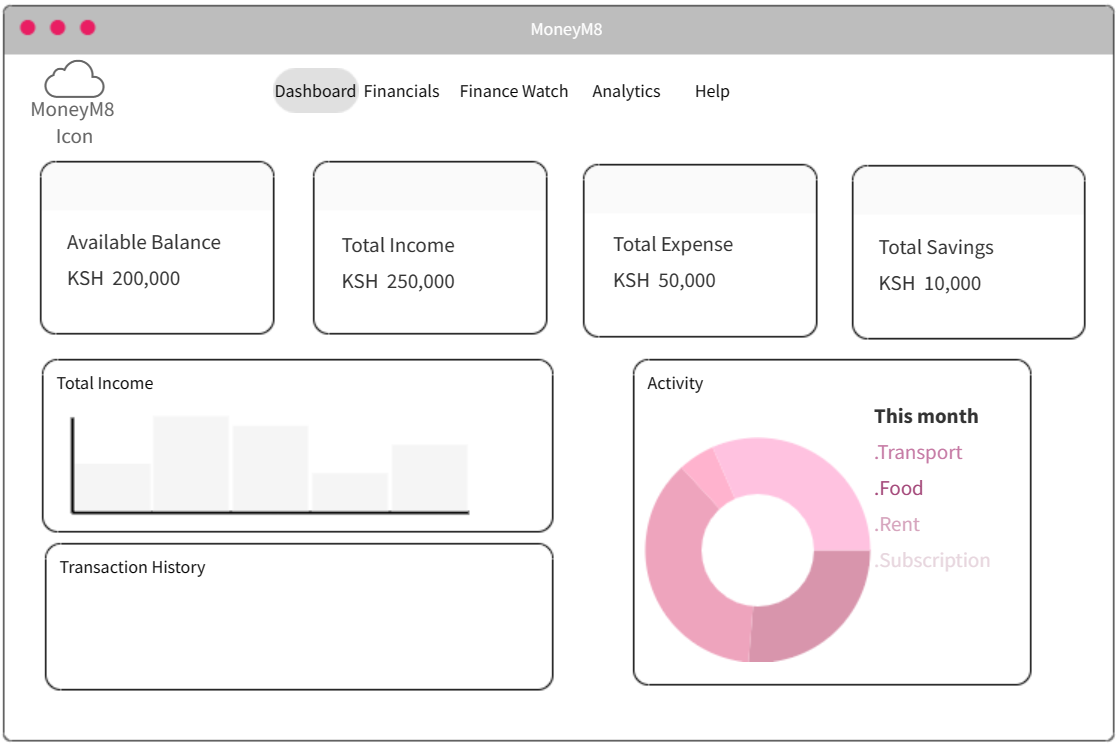 MoneyM8
MoneyM8
Icon
Dashboard Financials Finance Watch Analytics Help
Available Balance
KSH 200,000
Total Income
KSH 250,000
Total Expense
KSH 50,000
Total Savings
KSH 10,000
Total Income
Activity
This month
.Transport
.Food
.Rent
.Subscription
Transaction History